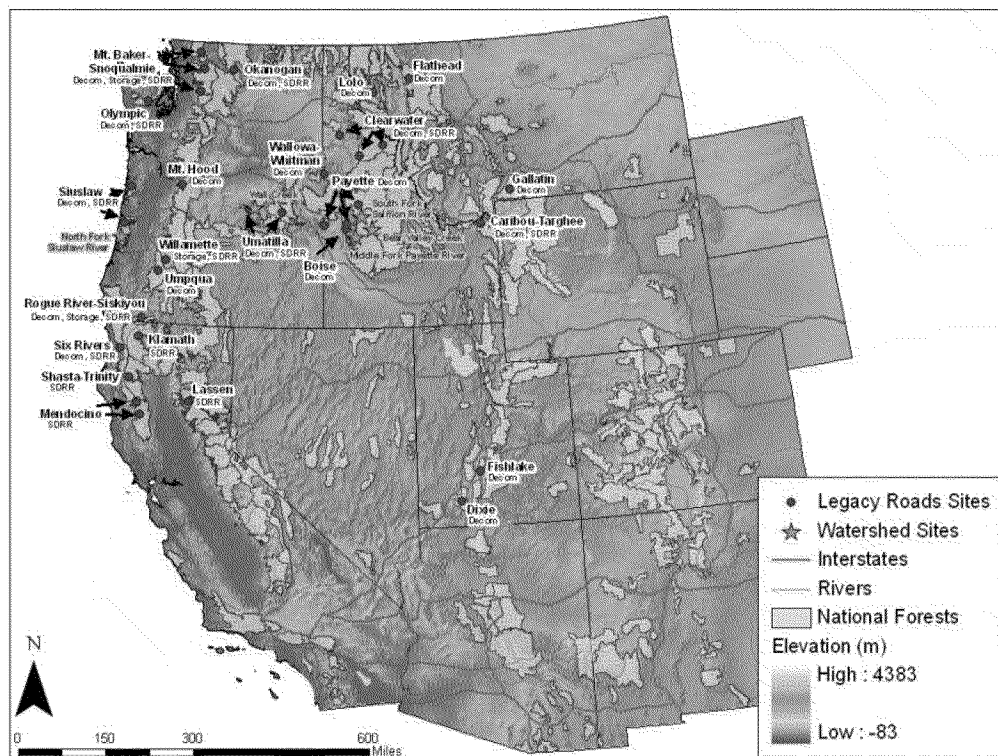 Mt. Baker-
Snoqualmie
Decom, Storage, SDRR
Okanogan
Decom, SDRR
Lolo
Decom
Flathead
Decom
Olympic
Decom, SDRR
Clearwater
Decom, SDRR
Wallowa-
Whitman
Decom
Mt. Hood
Decom
Payette Decom
Gallatin
Decom
Siuslaw
Decom, SDRR
South Fork
Salmon River
Caribou-Targhee
Decom, SDRR
North Fork
Siuslaw River
Willamette
Storage, SDRR
Umatilla
Decom, SDRR
Bear Valley Creek
Middle Fork Payette River
Boise
Decom
Umpqua
Decom
Rogue River-Siskiyou
Decom, Storage, SDRR
Klamath
SDRR
Six Rivers
Decom, SDRR
Shasta-Trinity
SDRR
Lassen
SDRR
Mendocino
SDRR
Fishlake
Decom
Dixie
Decom
Legacy Roads Sites
Watershed Sites
Interstates
Rivers
National Forests
Elevation (m)
High : 4383
Low : -83
N
0 150 300 600
Miles